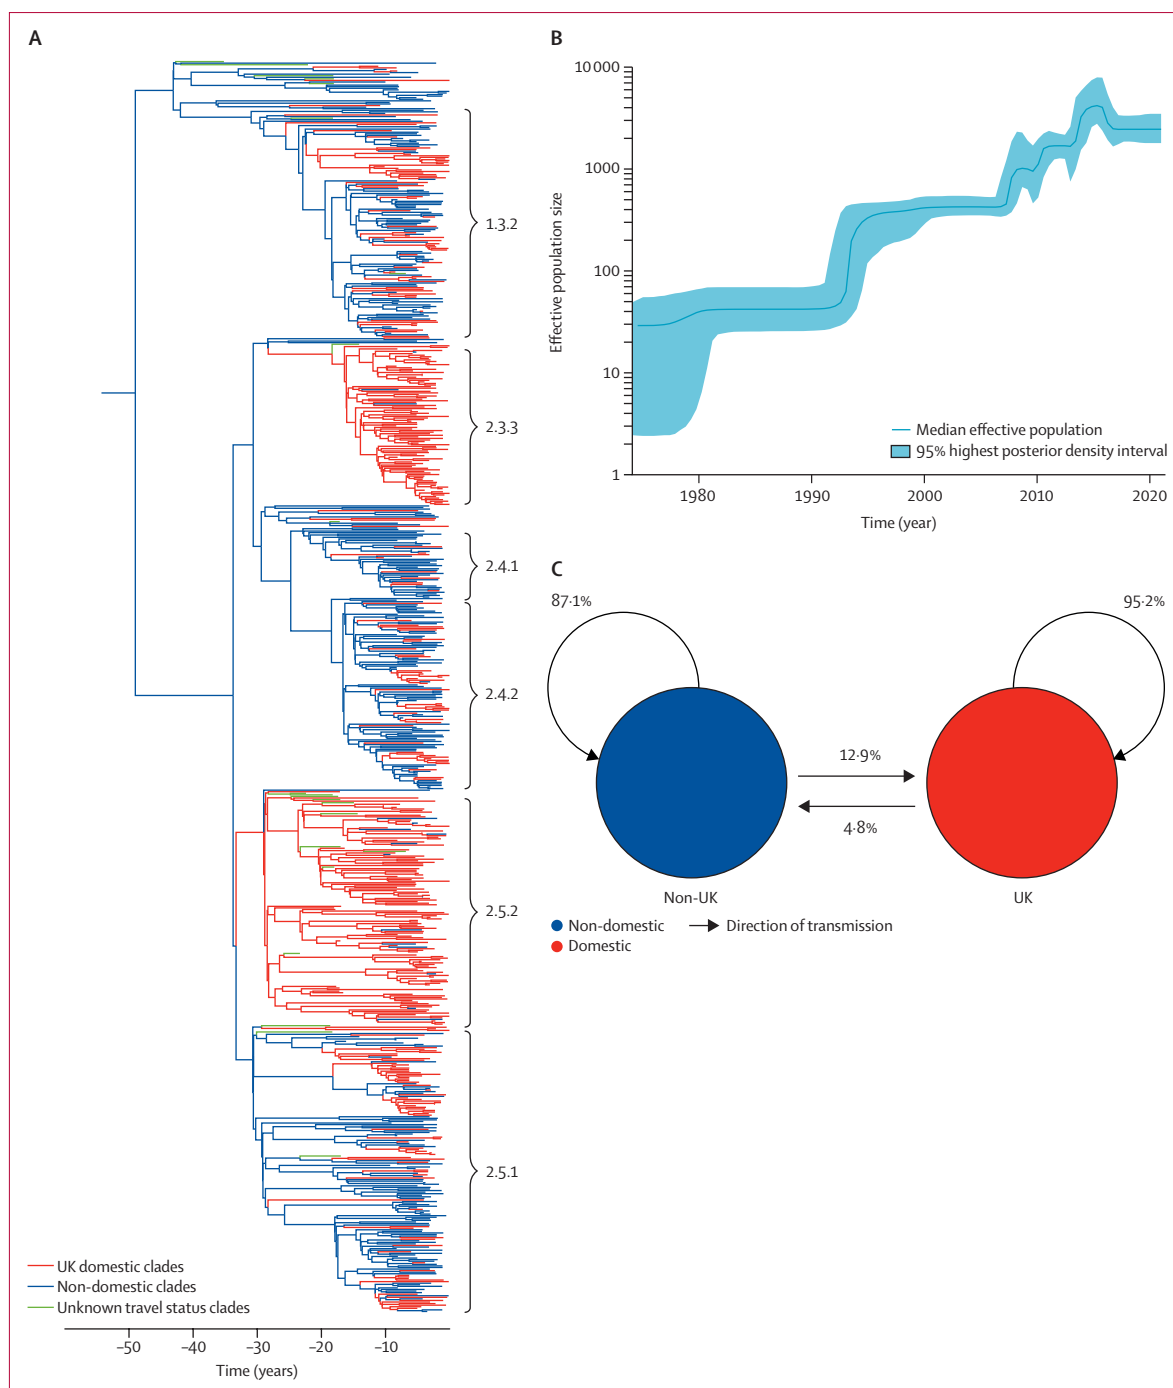 A
1·3·2
2·3·3
2·4·1
2·4·2
2·5·2
2·5·1
UK domestic clades
Non-domestic clades
Unknown travel status clades
–50 –40 –30 –20 –10
Time (years)
B
10 000
1000
100
10
1
Effective population size
Median effective population
95% highest posterior density interval
1980 1990 2000 2010 2020
Time (year)
C
87·1%
95·2%
12·9%
4·8%
Non-UK UK
Non-domestic Direction of transmission
Domestic